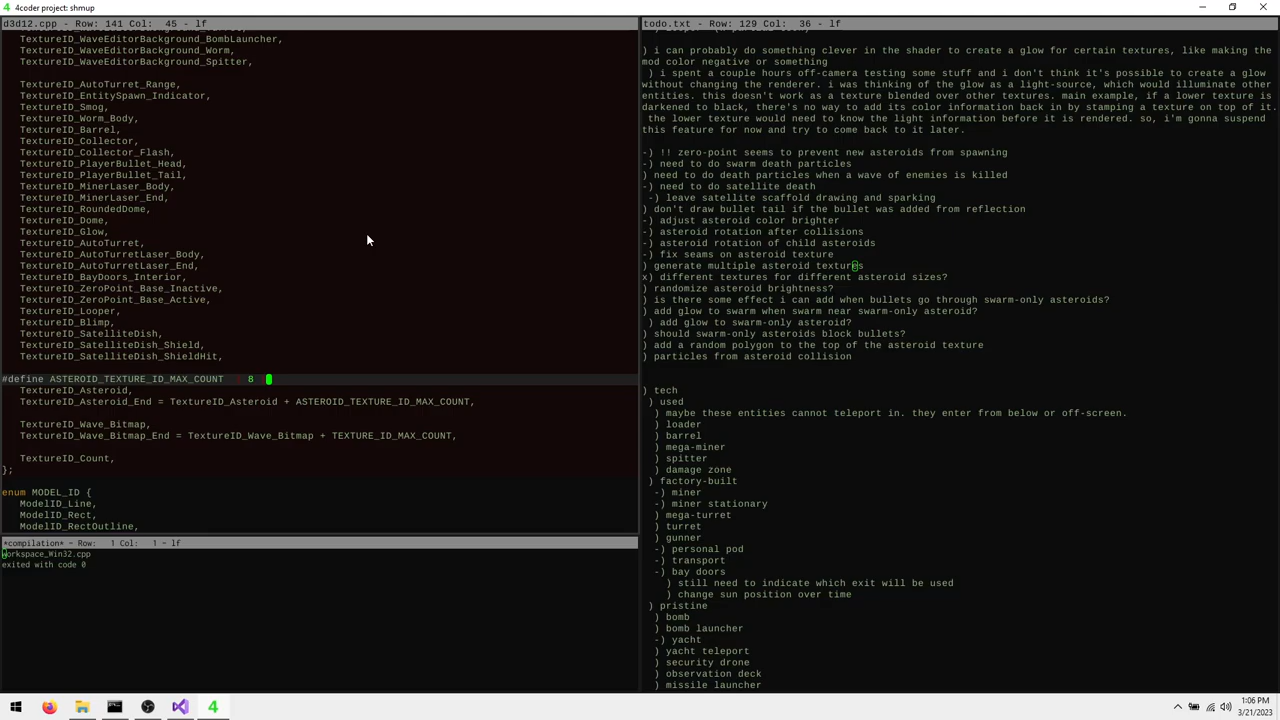 4coder project: shmup
d3d12.cpp - Row: 141 Col: 45 - lf
TextureID_WaveEditorBackground_BombLauncher,
TextureID_WaveEditorBackground_Worm,
TextureID_WaveEditorBackground_Spitter,
TextureID_AutoTurret_Range,
TextureID_EntitySpawn_Indicator,
TextureID_Smog,
TextureID_Worm_Body,
TextureID_Barrel,
TextureID_Collector,
TextureID_Collector_Flash,
TextureID_PlayerBullet_Head,
TextureID_PlayerBullet_Tail,
TextureID_MinerLaser_Body,
TextureID_MinerLaser_End,
TextureID_RoundedDome,
TextureID_Dome,
TextureID_Glow,
TextureID_AutoTurret,
TextureID_AutoTurretLaser_Body,
TextureID_AutoTurretLaser_End,
TextureID_BayDoors_Interior,
TextureID_ZeroPoint_Base_Inactive,
TextureID_ZeroPoint_Base_Active,
TextureID_Looper,
TextureID_Blimp,
TextureID_SatelliteDish,
TextureID_SatelliteDish_Shield,
TextureID_SatelliteDish_ShieldHit,
#define ASTEROID_TEXTURE_ID_MAX_COUNT 8
TextureID_Asteroid,
TextureID_Asteroid_End = TextureID_Asteroid + ASTEROID_TEXTURE_ID_MAX_COUNT,
TextureID_Wave_Bitmap,
TextureID_Wave_Bitmap_End = TextureID_Wave_Bitmap + TEXTURE_ID_MAX_COUNT,
TextureID_Count,
};
enum MODEL_ID {
ModelID_Line,
ModelID_Rect,
ModelID_RectOutline,
*compilation* - Row: 1 Col: 1 - lf
workspace_Win32.cpp
exited with code 0
todo.txt - Row: 129 Col: 36 - lf
) i can probably do something clever in the shader to create a glow for certain textures, like making the
mod color negative or something
) i spent a couple hours off-camera testing some stuff and i don't think it's possible to create a glow
without changing the renderer. i was thinking of the glow as a light-source, which would illuminate other
entities. this doesn't work as a texture blended over other textures. main example, if a lower texture is
darkened to black, there's no way to add its color information back in by stamping a texture on top of it.
the lower texture would need to know the light information before it is rendered. so, i'm gonna suspend
this feature for now and try to come back to it later.
-) !! zero-point seems to prevent new asteroids from spawning
-) need to do swarm death particles
) need to do death particles when a wave of enemies is killed
-) need to do satellite death
-) leave satellite scaffold drawing and sparking
) don't draw bullet tail if the bullet was added from reflection
-) adjust asteroid color brighter
-) asteroid rotation after collisions
-) asteroid rotation of child asteroids
-) fix seams on asteroid texture
) generate multiple asteroid textures
x) different textures for different asteroid sizes?
) randomize asteroid brightness?
) is there some effect i can add when bullets go through swarm-only asteroids?
) add glow to swarm when swarm near swarm-only asteroid?
) add glow to swarm-only asteroid?
) should swarm-only asteroids block bullets?
) add a random polygon to the top of the asteroid texture
) particles from asteroid collision
) tech
) used
) maybe these entities cannot teleport in. they enter from below or off-screen.
) loader
) barrel
) mega-miner
) spitter
) damage zone
) factory-built
-) miner
-) miner stationary
) mega-turret
) turret
) gunner
-) personal pod
-) transport
-) bay doors
) still need to indicate which exit will be used
) change sun position over time
) pristine
) bomb
) bomb launcher
-) yacht
) yacht teleport
) security drone
) observation deck
) missile launcher
1:06 PM
3/21/2023